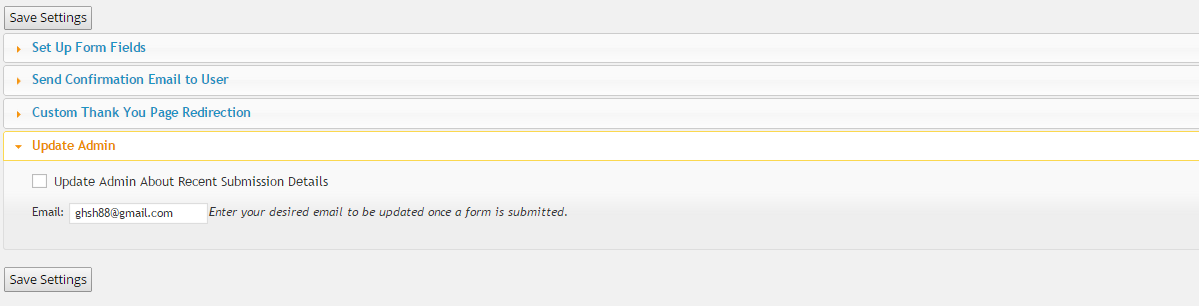 Save Settings
Set Up Form Fields
Send Confirmation Email to User
Custom Thank You Page Redirection
Update Admin
Update Admin About Recent Submission Details
Email: ghsh88@gmail.com Enter your desired email to be updated once a form is submitted.
Save Settings